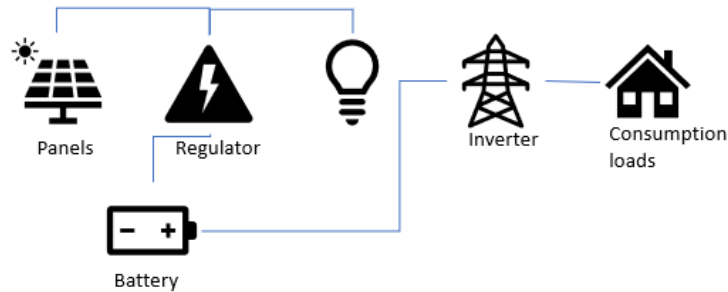 Panels
Regulator
Inverter
Consumption
loads
Battery